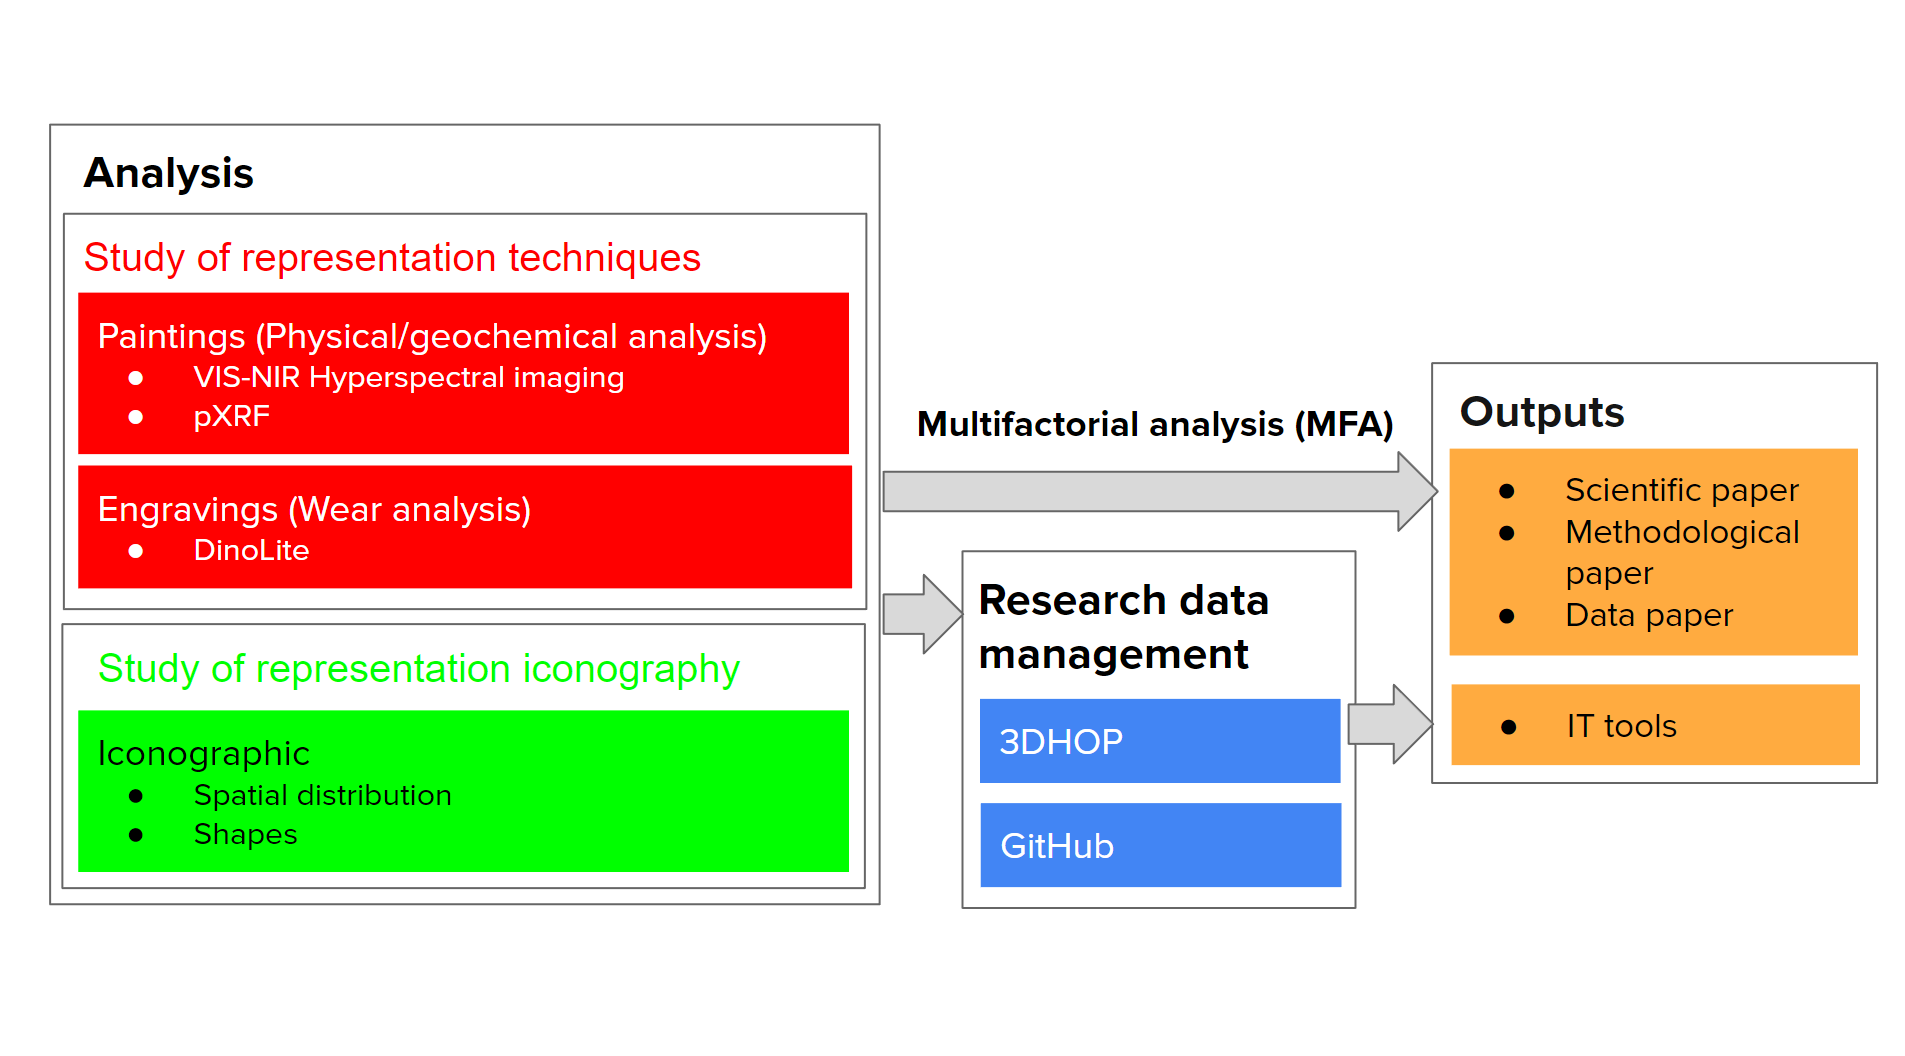 Analysis
Study of representation techniques
Paintings (Physical/geochemical analysis)
● VIS-NIR Hyperspectral imaging
● pXRF
Engravings (Wear analysis)
● DinoLite
Study of representation iconography
Iconographic
● Spatial distribution
● Shapes
Multifactorial analysis (MFA)
Research data
management
3DHOP
GitHub
Outputs
● Scientific paper
● Methodological
paper
● Data paper
● IT tools